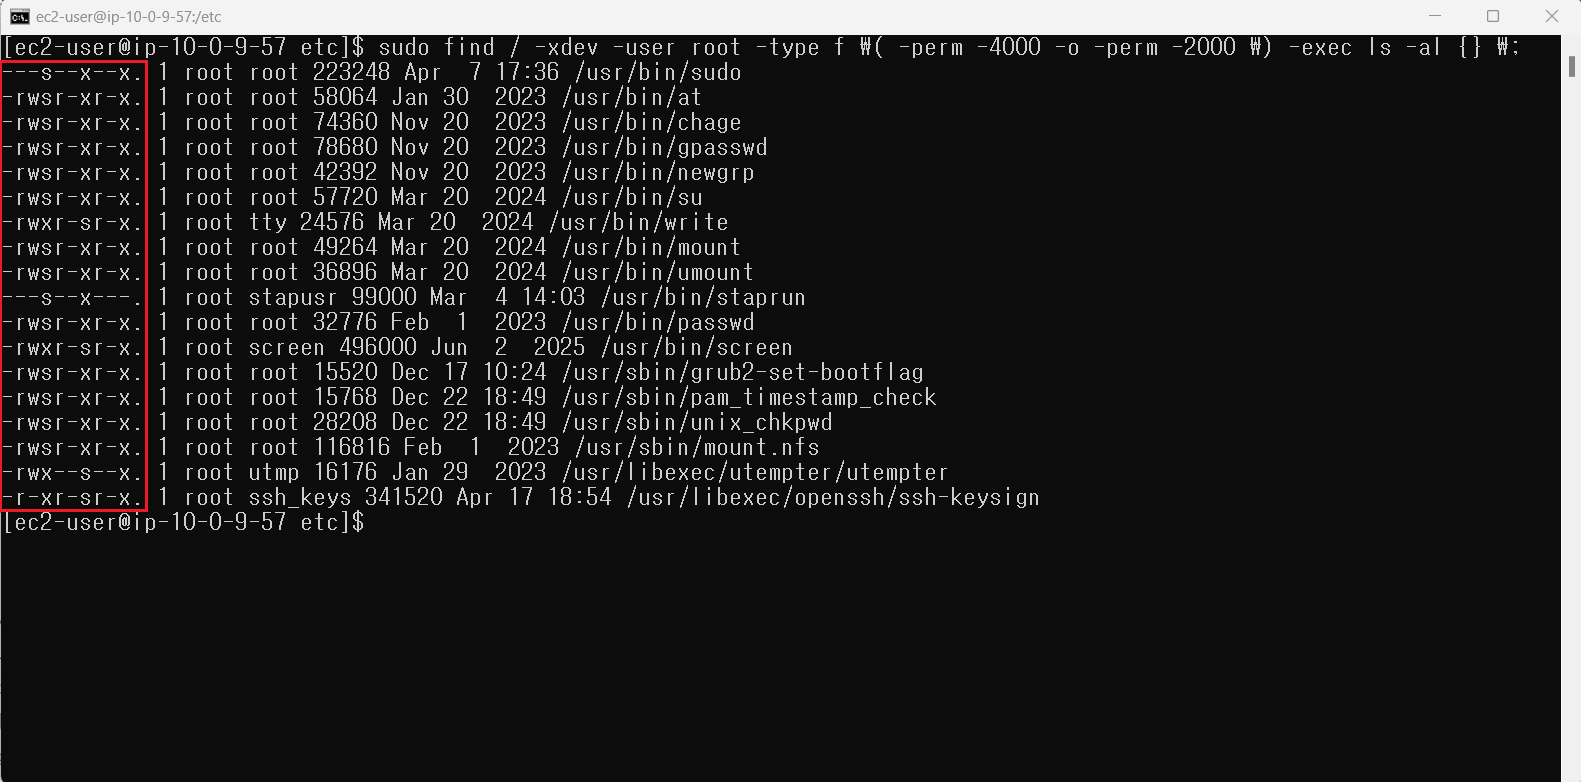 ec2-user@ip-10-0-9-57:/etc
[ec2-user@ip-10-0-9-57 etc]$ sudo find / -xdev -user root -type f ₩( -perm -4000 -o -perm -2000 ₩) -exec ls -al {} ₩;
---s--x--x. 1 root root 223248 Apr  7 17:36 /usr/bin/sudo
-rwsr-xr-x. 1 root root 58064 Jan 30  2023 /usr/bin/at
-rwsr-xr-x. 1 root root 74360 Nov 20  2023 /usr/bin/chage
-rwsr-xr-x. 1 root root 78680 Nov 20  2023 /usr/bin/gpasswd
-rwsr-xr-x. 1 root root 42392 Nov 20  2023 /usr/bin/newgrp
-rwsr-xr-x. 1 root root 57720 Mar 20  2024 /usr/bin/su
-rwxr-sr-x. 1 root tty 24576 Mar 20  2024 /usr/bin/write
-rwsr-xr-x. 1 root root 49264 Mar 20  2024 /usr/bin/mount
-rwsr-xr-x. 1 root root 36896 Mar 20  2024 /usr/bin/umount
---s--x---. 1 root stapusr 99000 Mar  4 14:03 /usr/bin/staprun
-rwsr-xr-x. 1 root root 32776 Feb  1  2023 /usr/bin/passwd
-rwxr-sr-x. 1 root screen 496000 Jun  2  2025 /usr/bin/screen
-rwsr-xr-x. 1 root root 15520 Dec 17 10:24 /usr/sbin/grub2-set-bootflag
-rwsr-xr-x. 1 root root 15768 Dec 22 18:49 /usr/sbin/pam_timestamp_check
-rwsr-xr-x. 1 root root 28208 Dec 22 18:49 /usr/sbin/unix_chkpwd
-rwsr-xr-x. 1 root root 116816 Feb  1  2023 /usr/sbin/mount.nfs
-rwx--s--x. 1 root utmp 16176 Jan 29  2023 /usr/libexec/utempter/utempter
-r-xr-sr-x. 1 root ssh_keys 341520 Apr 17 18:54 /usr/libexec/openssh/ssh-keysign
[ec2-user@ip-10-0-9-57 etc]$